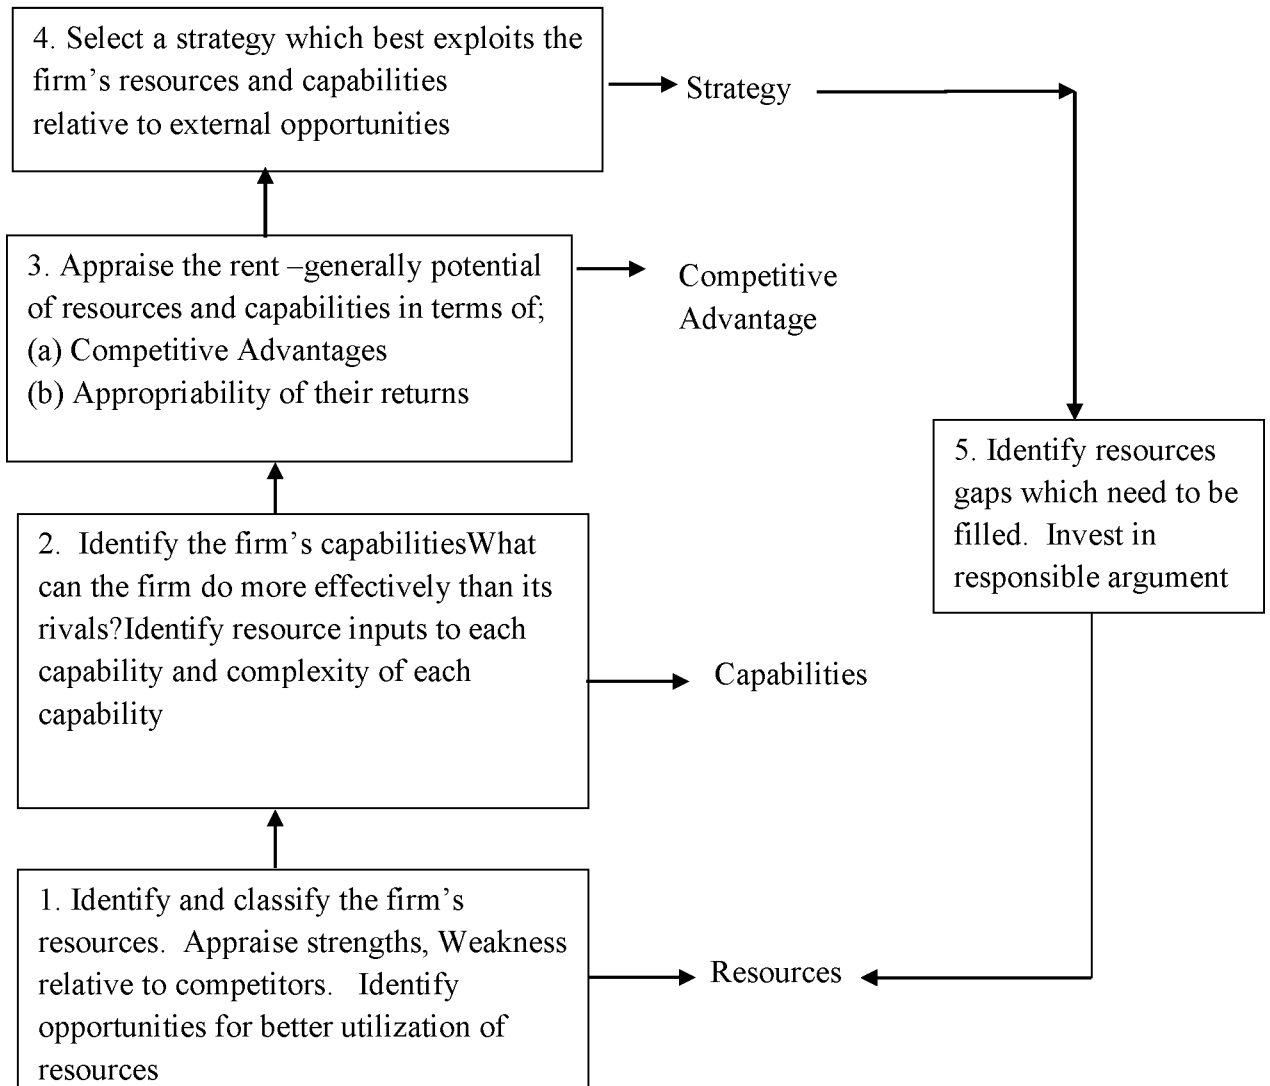 4. Select a strategy which best exploits the
firm’s resources and capabilities
relative to external opportunities
Strategy
3. Appraise the rent –generally potential
of resources and capabilities in terms of;
(a) Competitive Advantages
(b) Appropriability of their returns
Competitive
Advantage
5. Identify resources
gaps which need to be
filled.  Invest in
responsible argument
2.  Identify the firm’s capabilitiesWhat
can the firm do more effectively than its
rivals?Identify resource inputs to each
capability and complexity of each
capability
Capabilities
1. Identify and classify the firm’s
resources.  Appraise strengths, Weakness
relative to competitors.   Identify
opportunities for better utilization of
resources
Resources